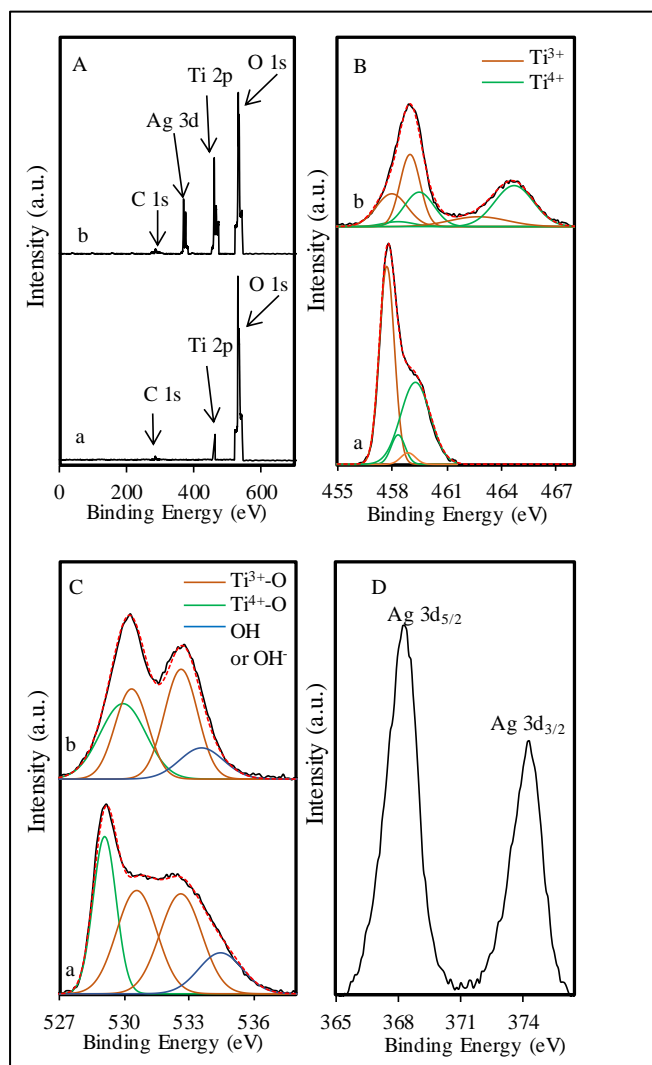 A
O 1s
Ti 2p
Ag 3d
C 1s
b
O 1s
Ti 2p
C 1s
a
Intensity (a.u.)
0 200 400 600
Binding Energy (eV)
B
Ti³⁺
Ti⁴⁺
b
a
Intensity (a.u.)
455 458 461 464 467
Binding Energy (eV)
C
Ti³⁺-O
Ti⁴⁺-O
OH
or OH⁻
b
a
Intensity (a.u.)
527 530 533 536
Binding Energy (eV)
D
Ag 3d₅/₂
Ag 3d₃/₂
Intensity (a.u.)
365 368 371 374
Binding Energy (eV)